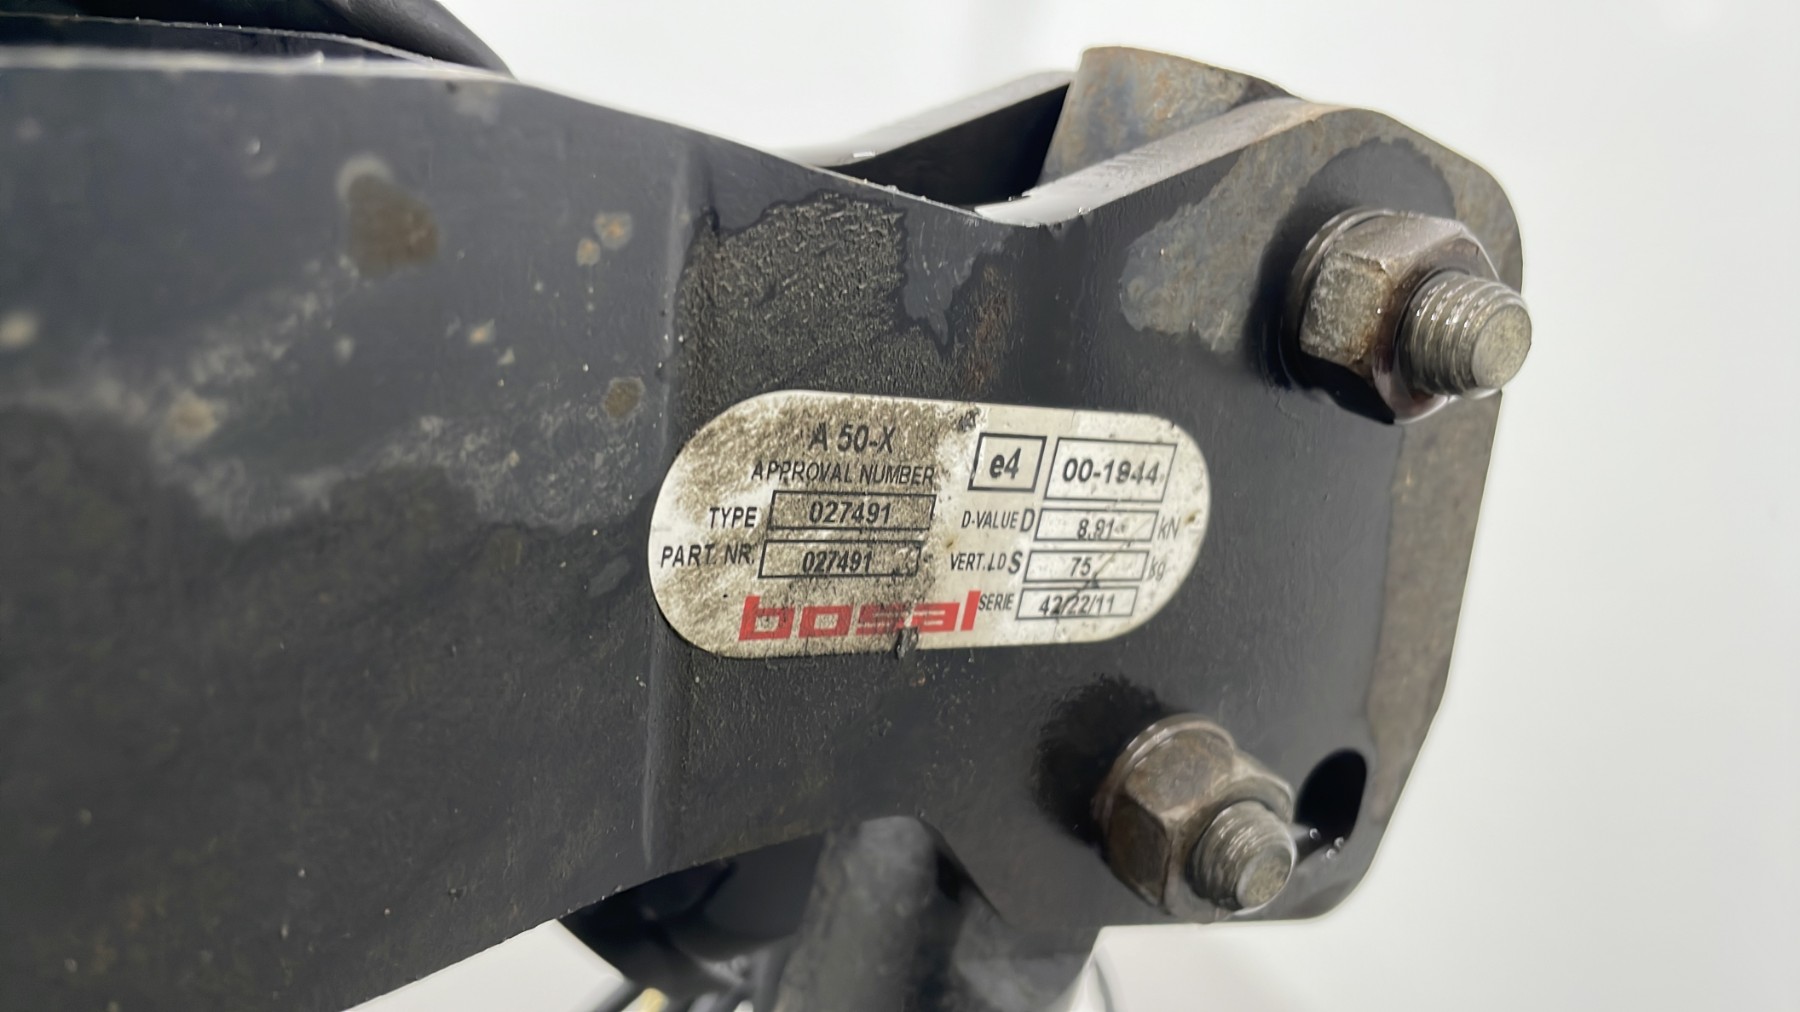 A 50-X
APPROVAL NUMBER e4 00-1944
TYPE 027491
PART. NR. 027491
D-VALUE D 8.91 kN
VERT.LD S 75 kg
SERIE 42/22/11
bosal